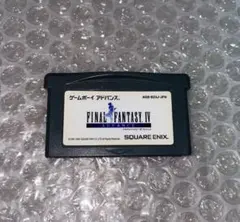 ゲームボーイ アドバンス
AGB-BZ4J-JPN
FINAL FANTASY IV
ADVANCE
SQUARE ENIX